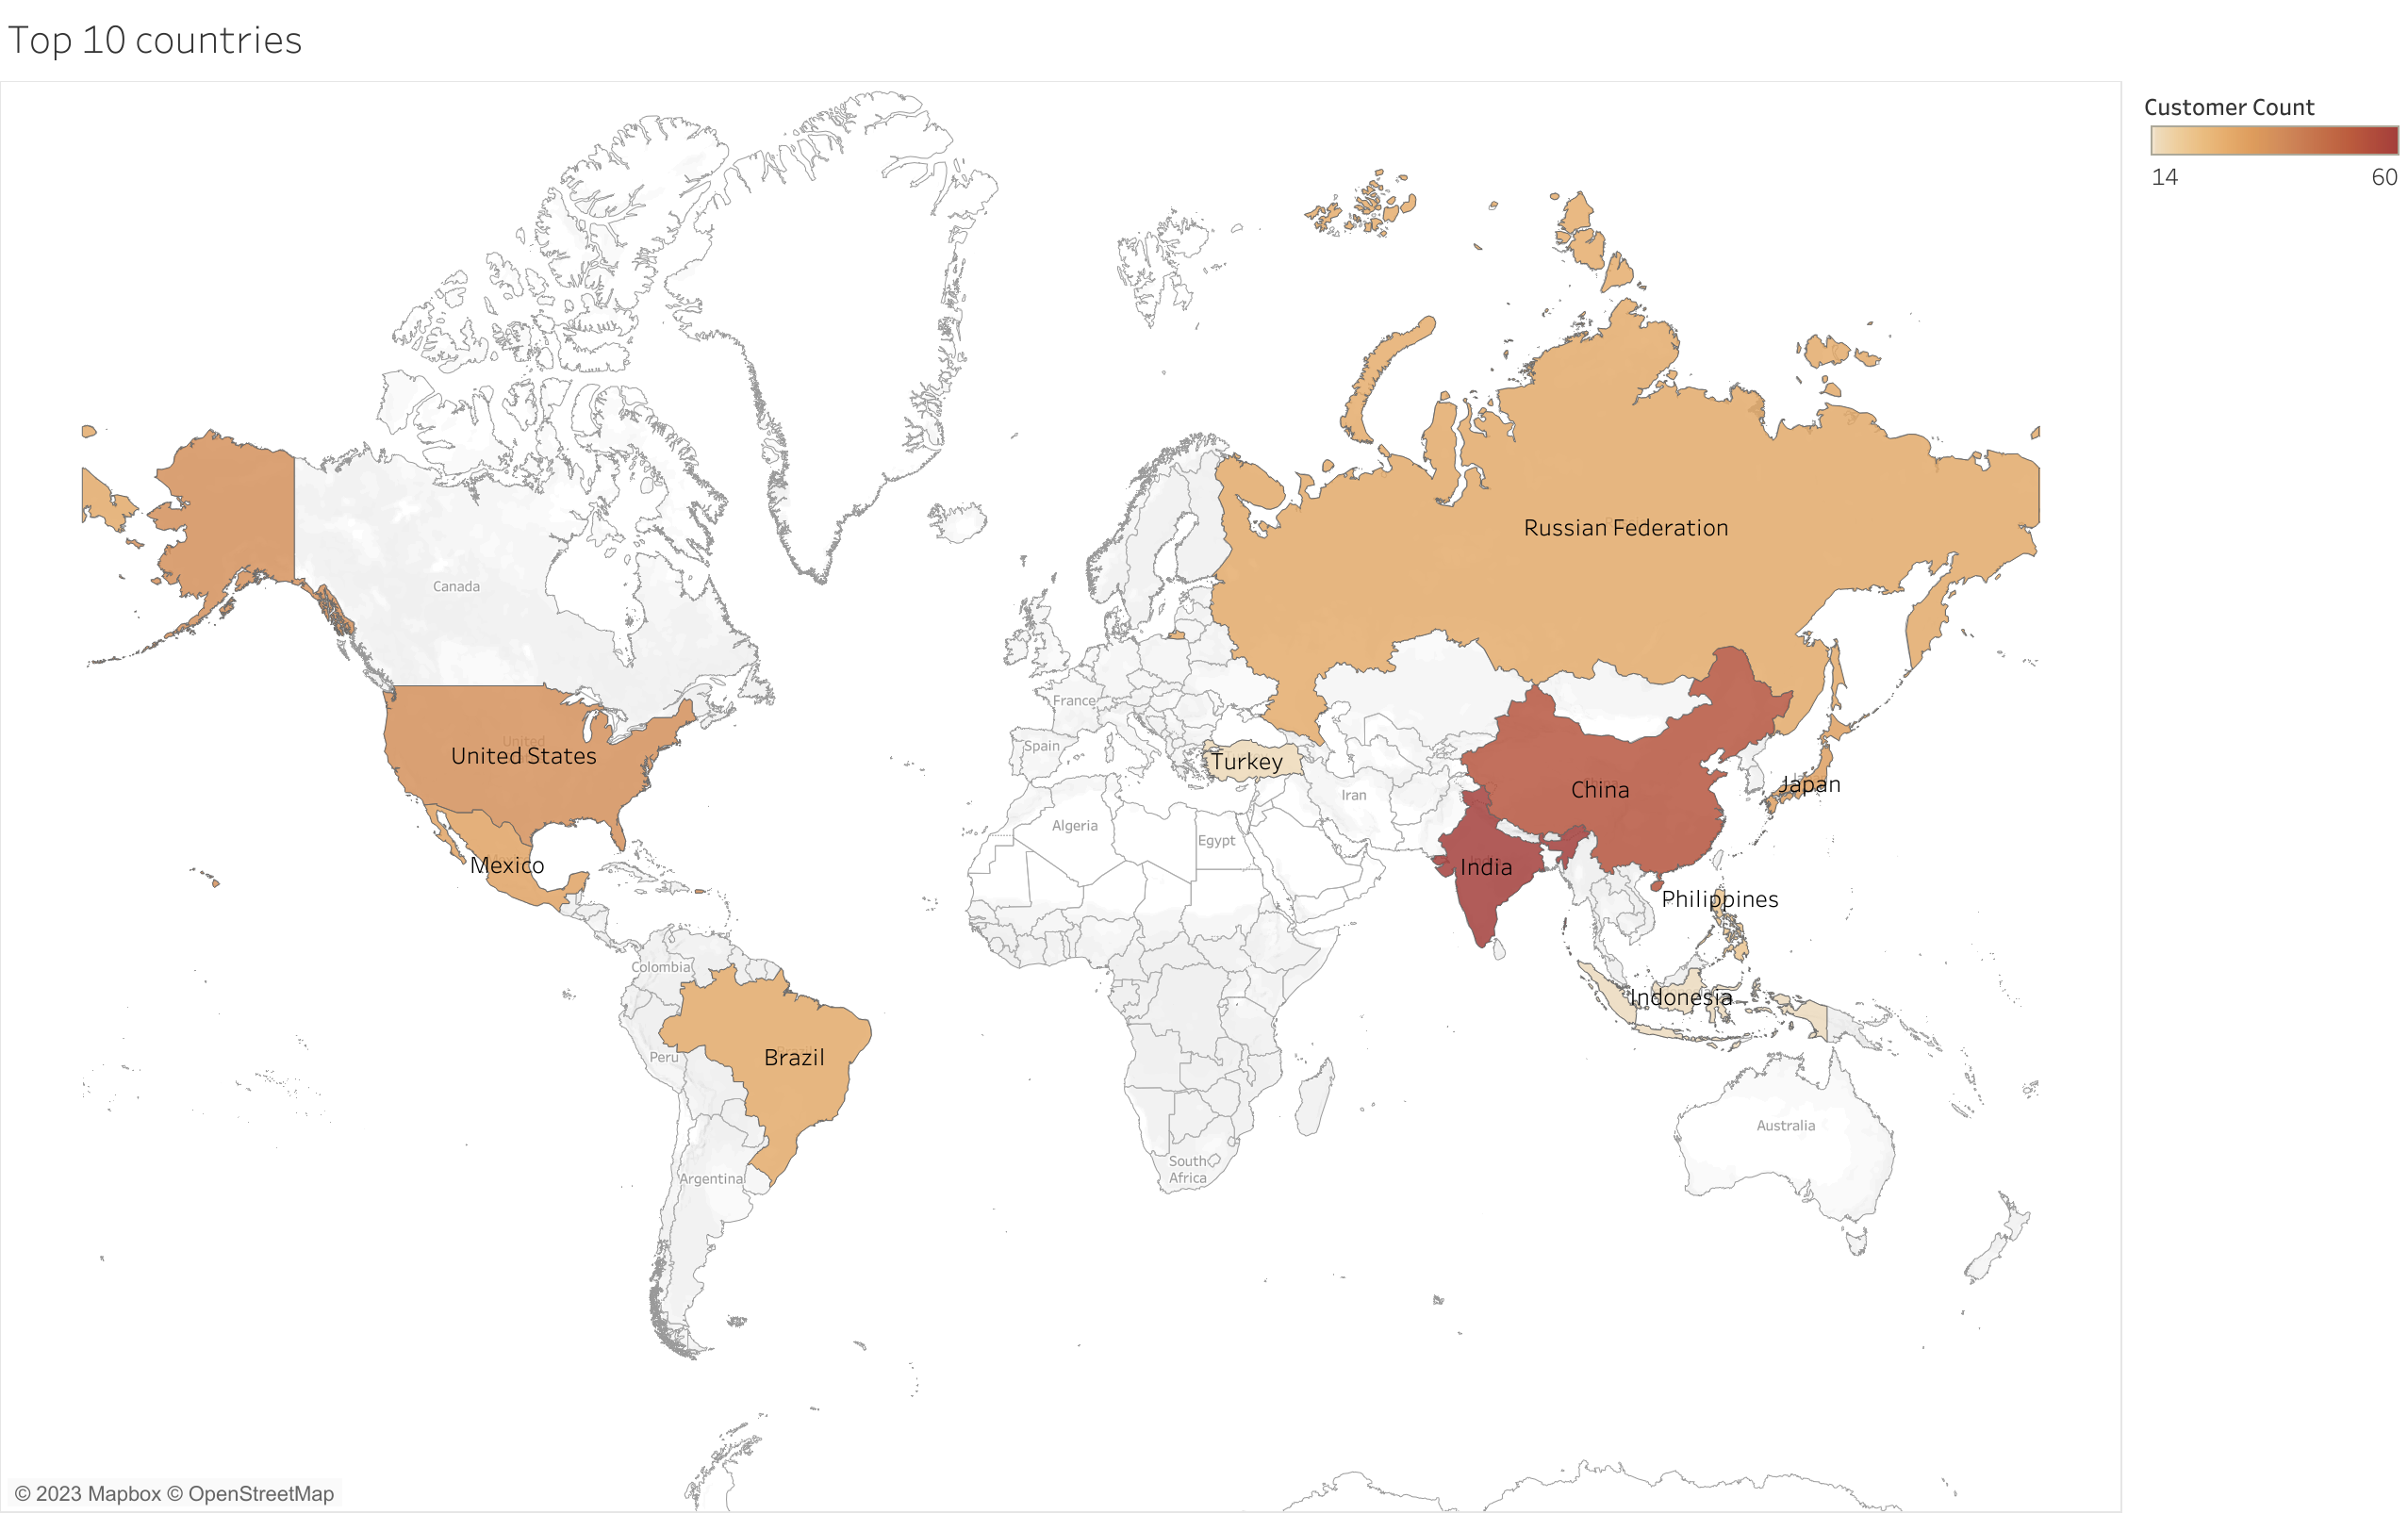 Top 10 countries
Customer Count
14
60
Russian Federation
Canada
France
United
United States
Spain
Turkey
China
Japan
Iran
Algeria
Egypt
Mexico
India
Philippines
Colombia
Indonesia
Peru
Brazil
Australia
South
Africa
Argentina
© 2023 Mapbox © OpenStreetMap